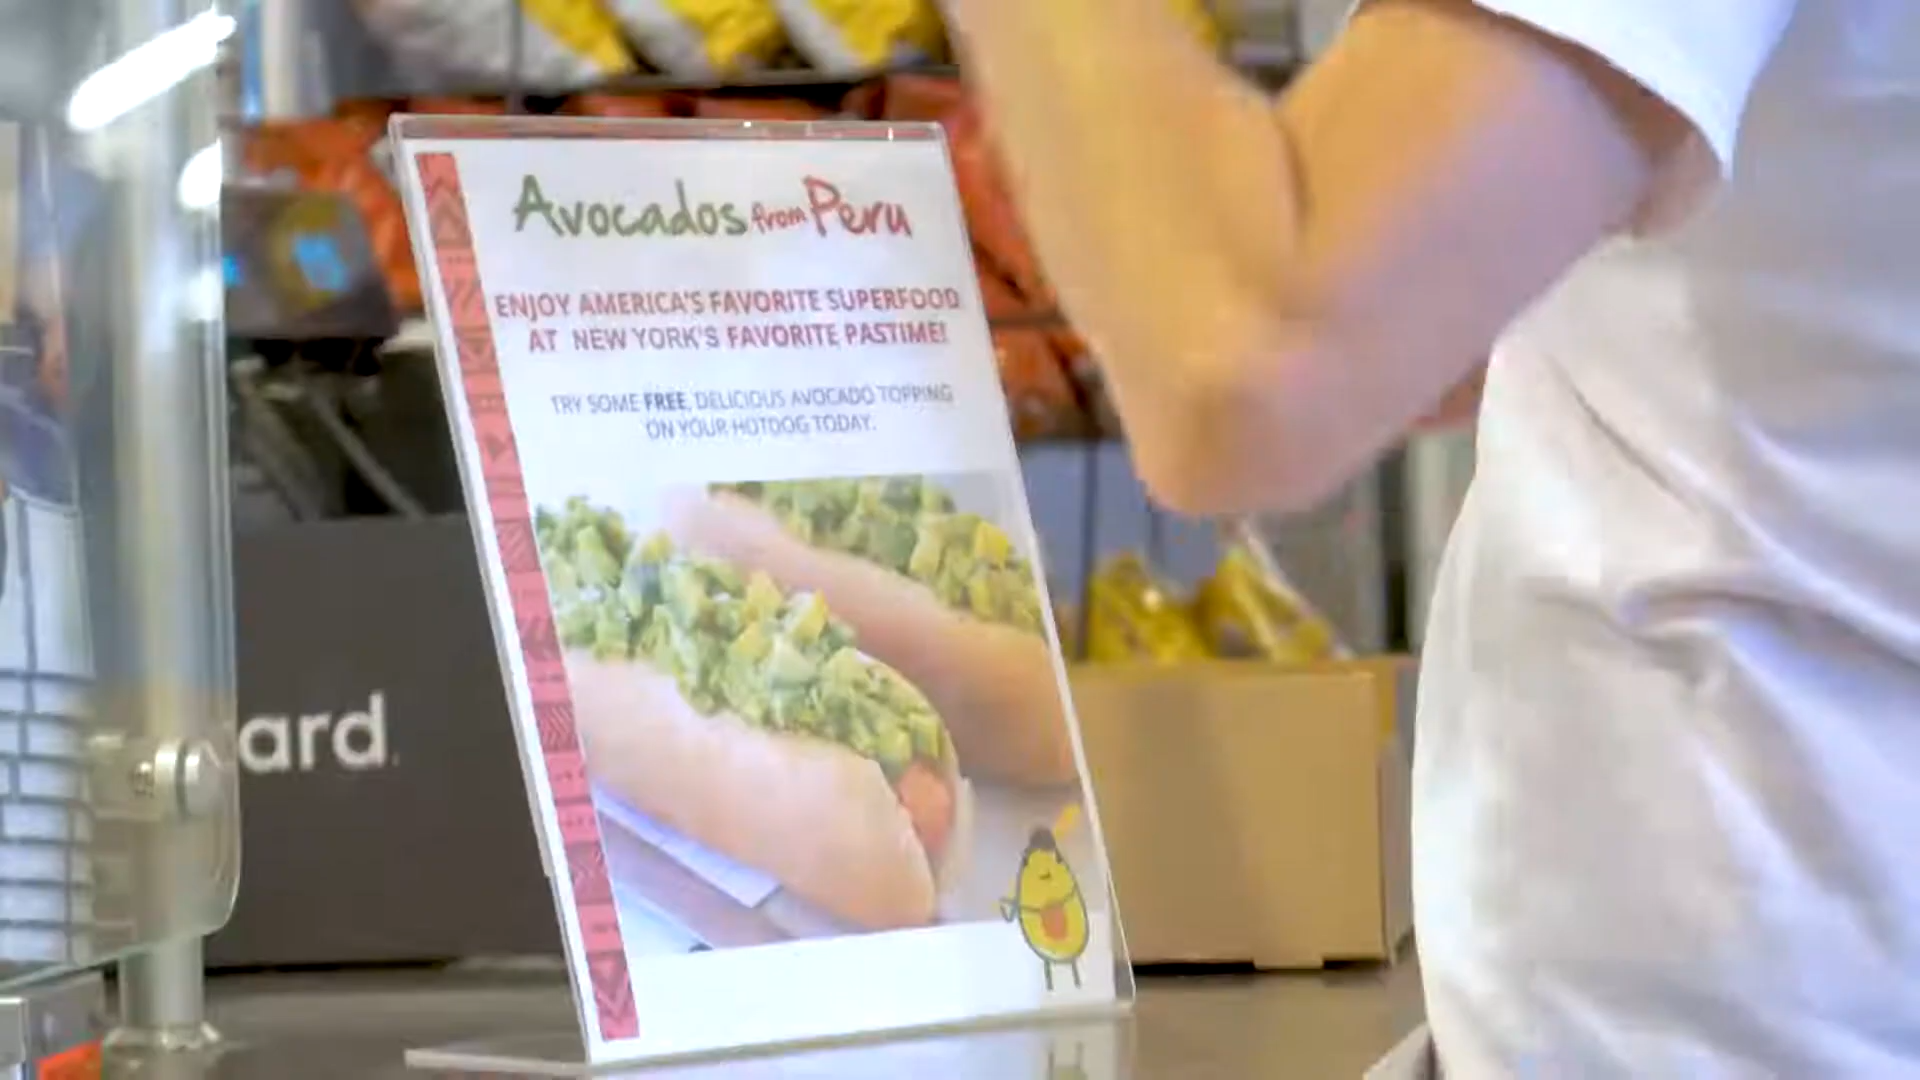 Avocados from Peru
ENJOY AMERICA'S FAVORITE SUPERFOOD
AT NEW YORK'S FAVORITE PASTIME!
TRY SOME FREE, DELICIOUS AVOCADO TOPPING
ON YOUR HOTDOG TODAY.
ard